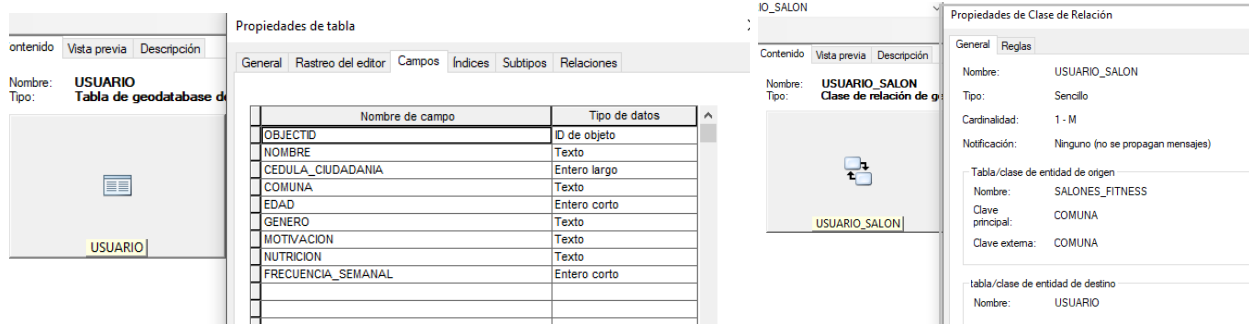 ontenido Vista previa Descripción
Nombre: USUARIO
Tipo: Tabla de geodatabase d
USUARIO
Propiedades de tabla
General Rastreo del editor Campos Índices Subtipos Relaciones
Nombre de campo Tipo de datos
OBJECTID ID de objeto
NOMBRE Texto
CEDULA_CIUDADANIA Entero largo
COMUNA Texto
EDAD Entero corto
GENERO Texto
MOTIVACION Texto
NUTRICION Texto
FRECUENCIA_SEMANAL Entero corto
IO_SALON
Contenido Vista previa Descripción
Nombre: USUARIO_SALON
Tipo: Clase de relación de g
USUARIO_SALON
Propiedades de Clase de Relación
General Reglas
Nombre: USUARIO_SALON
Tipo: Sencillo
Cardinalidad: 1 - M
Notificación: Ninguno (no se propagan mensajes)
Tabla/clase de entidad de origen
Nombre: SALONES_FITNESS
Clave principal: COMUNA
Clave externa: COMUNA
tabla/clase de entidad de destino
Nombre: USUARIO